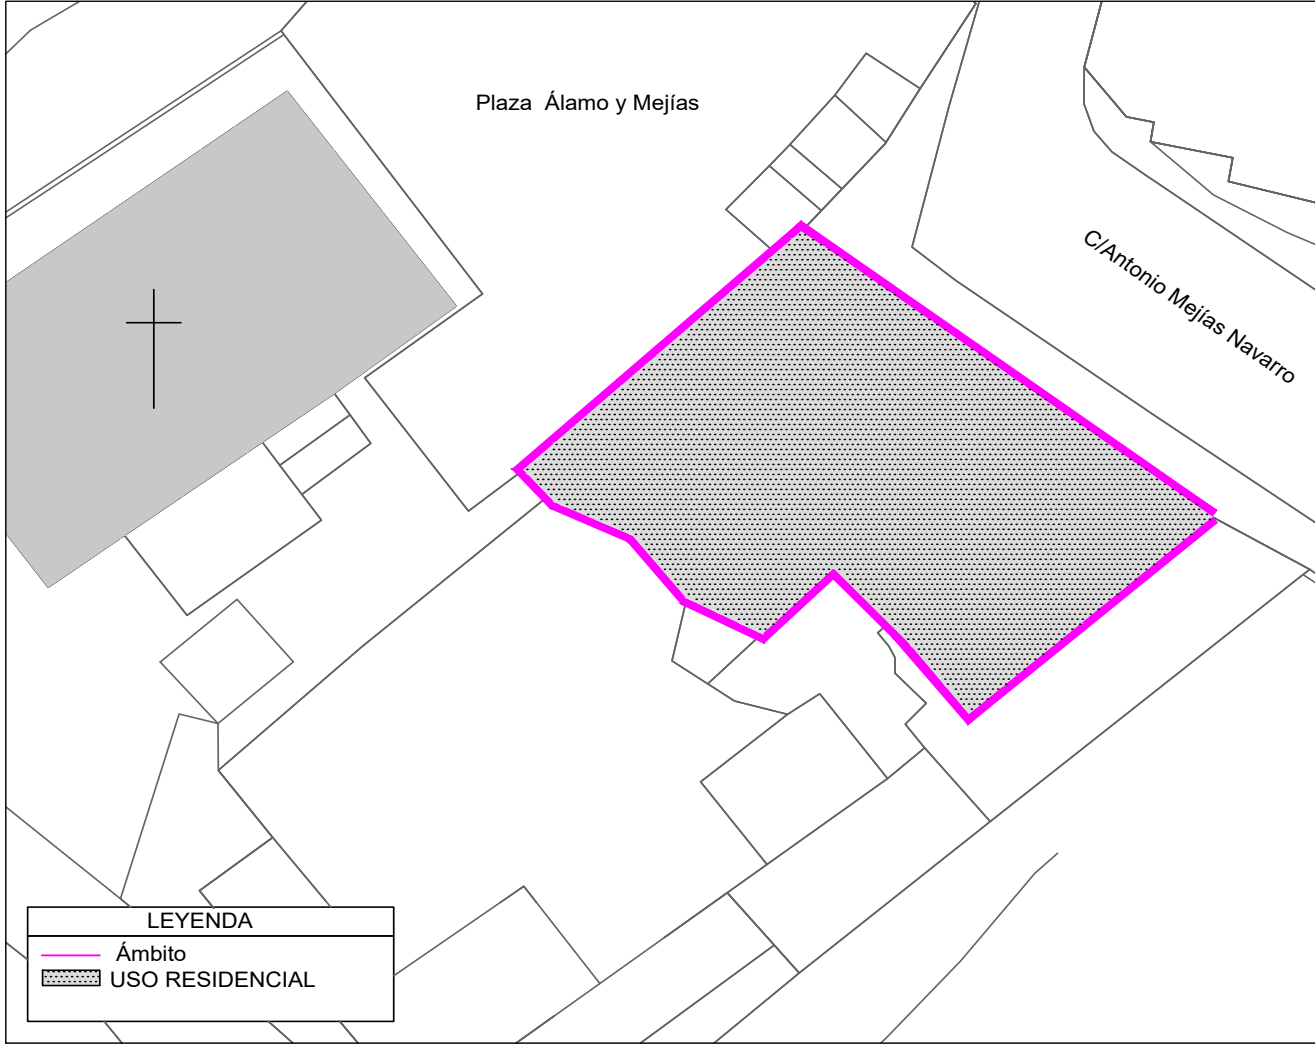 Plaza Álamo y Mejías
C/Antonio Mejías Navarro
LEYENDA
Ámbito
USO RESIDENCIAL